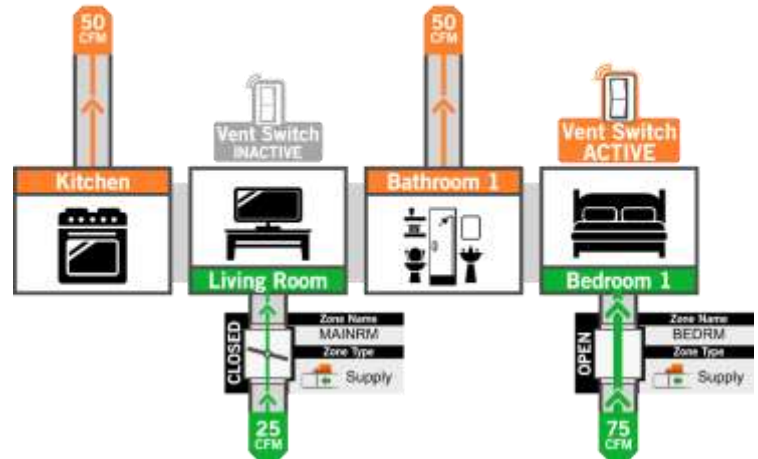 50
CFM
50
CFM
Vent Switch
INACTIVE
Vent Switch
ACTIVE
Kitchen
Bathroom 1
Living Room
Bedroom 1
CLOSED
Zone Name
MAINRM
Zone Type
Supply
OPEN
Zone Name
BEDRM
Zone Type
Supply
25
CFM
75
CFM